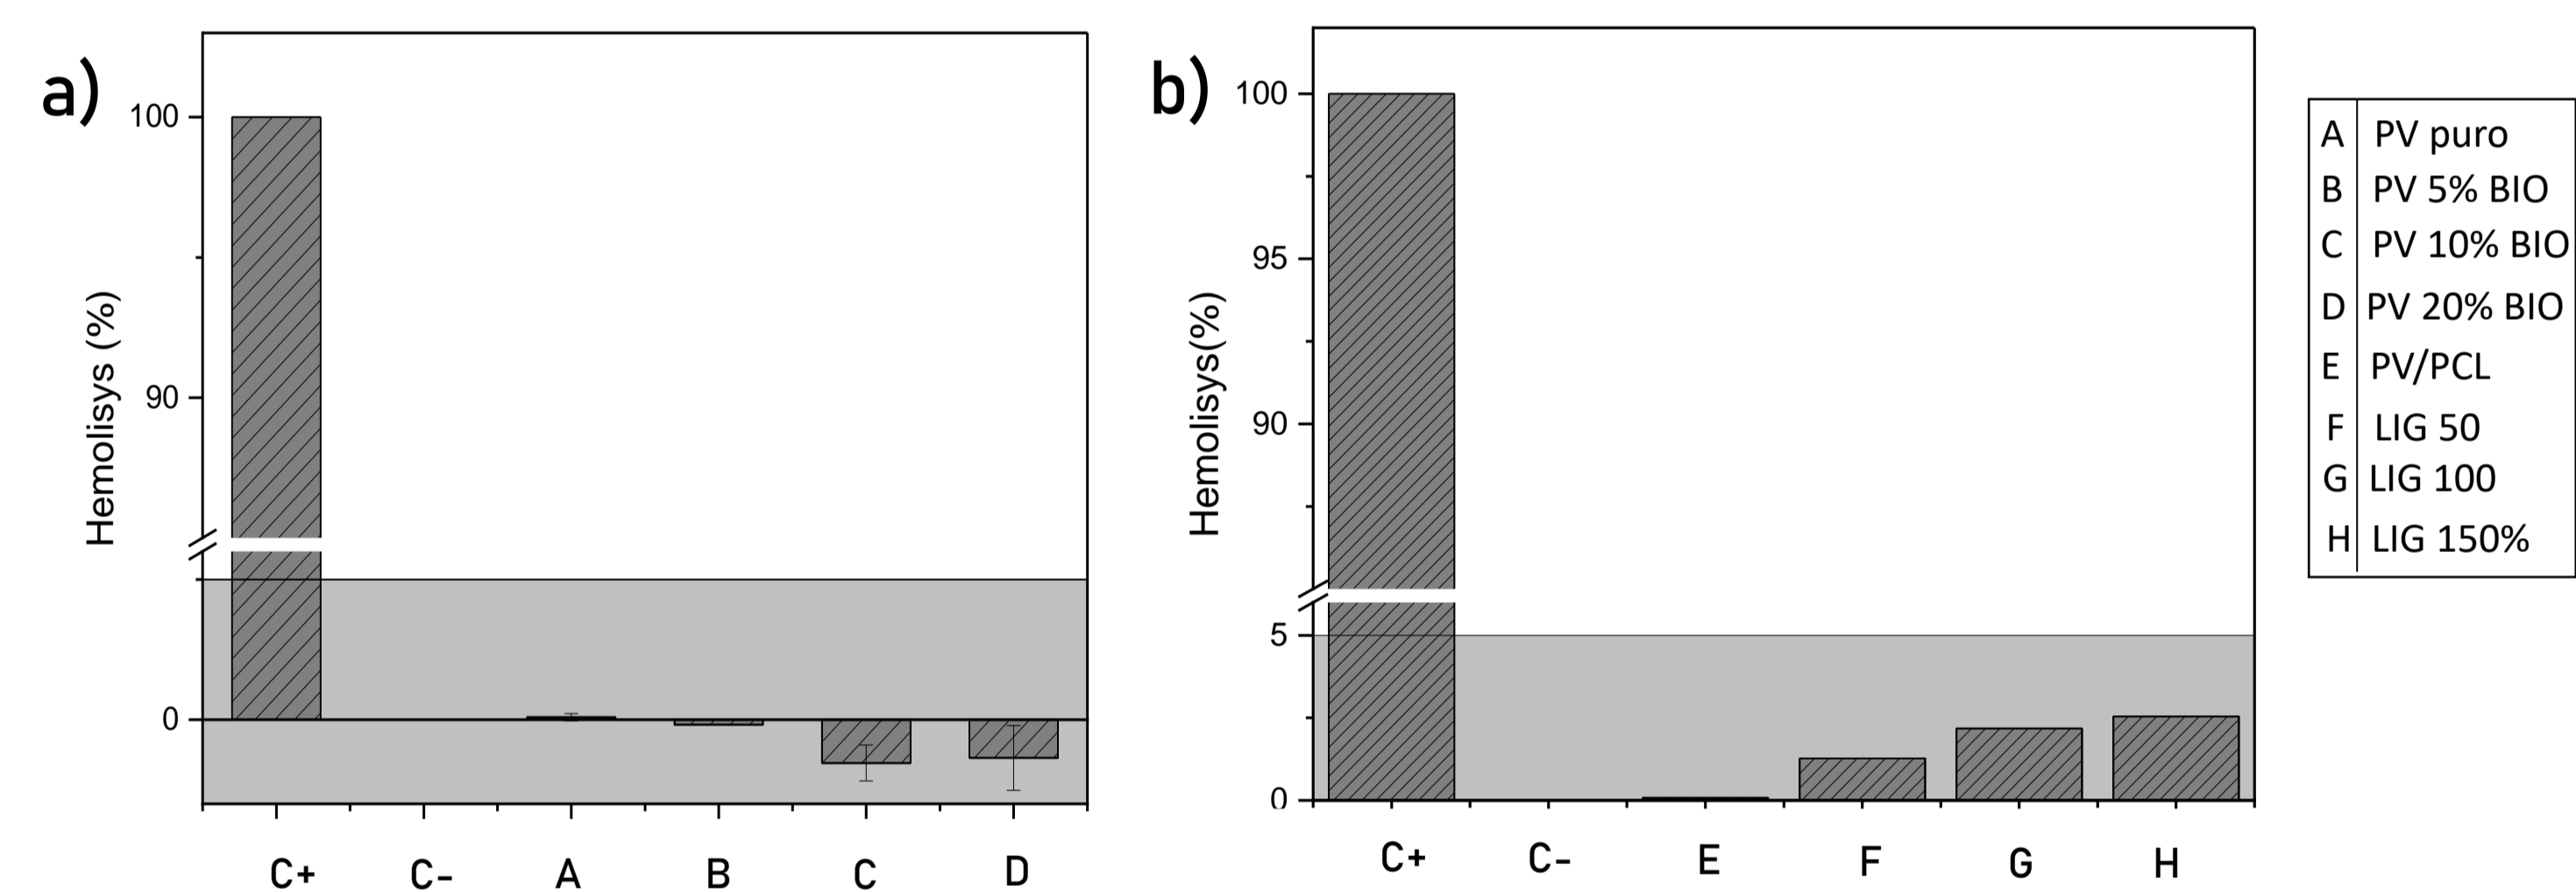 a)
Hemolisys (%)
100
90
0
C+ C- A B C D
b)
Hemolisys(%)
100
95
90
5
0
C+ C- E F G H
A PV puro
B PV 5% BIO
C PV 10% BIO
D PV 20% BIO
E PV/PCL
F LIG 50
G LIG 100
H LIG 150%